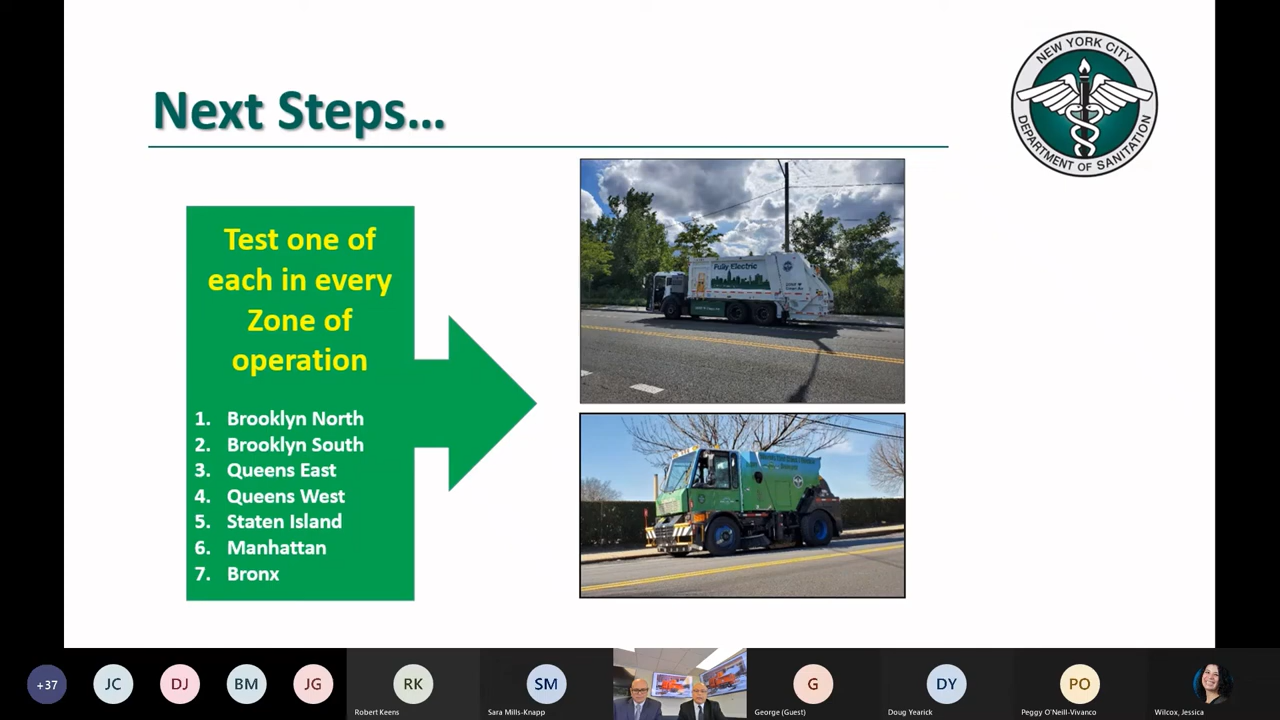 Next Steps...
NEW YORK CITY
DEPARTMENT OF SANITATION
Test one of
each in every
Zone of
operation
1. Brooklyn North
2. Brooklyn South
3. Queens East
4. Queens West
5. Staten Island
6. Manhattan
7. Bronx
Fully Electric
+37
JC
DJ
BM
JG
RK
Robert Keens
SM
Sara Mills-Knapp
G
George (Guest)
DY
Doug Yearick
PO
Peggy O'Neill-Vivanco
Wilcox, Jessica